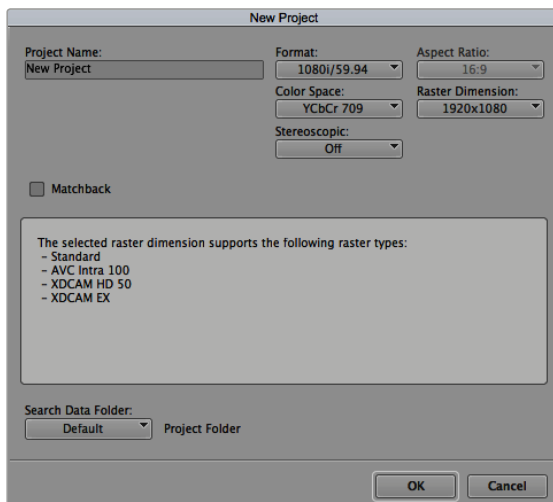 New Project
Project Name:
New Project
Format:
1080i/59.94
Aspect Ratio:
16:9
Color Space:
YCbCr 709
Raster Dimension:
1920x1080
Stereoscopic:
Off
Matchback
The selected raster dimension supports the following raster types:
- Standard
- AVC Intra 100
- XDCAM HD 50
- XDCAM EX
Search Data Folder:
Default
Project Folder
OK
Cancel